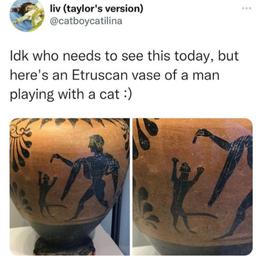 liv (taylor's version)
@catboycatilina
Idk who needs to see this today, but
here's an Etruscan vase of a man
playing with a cat :)